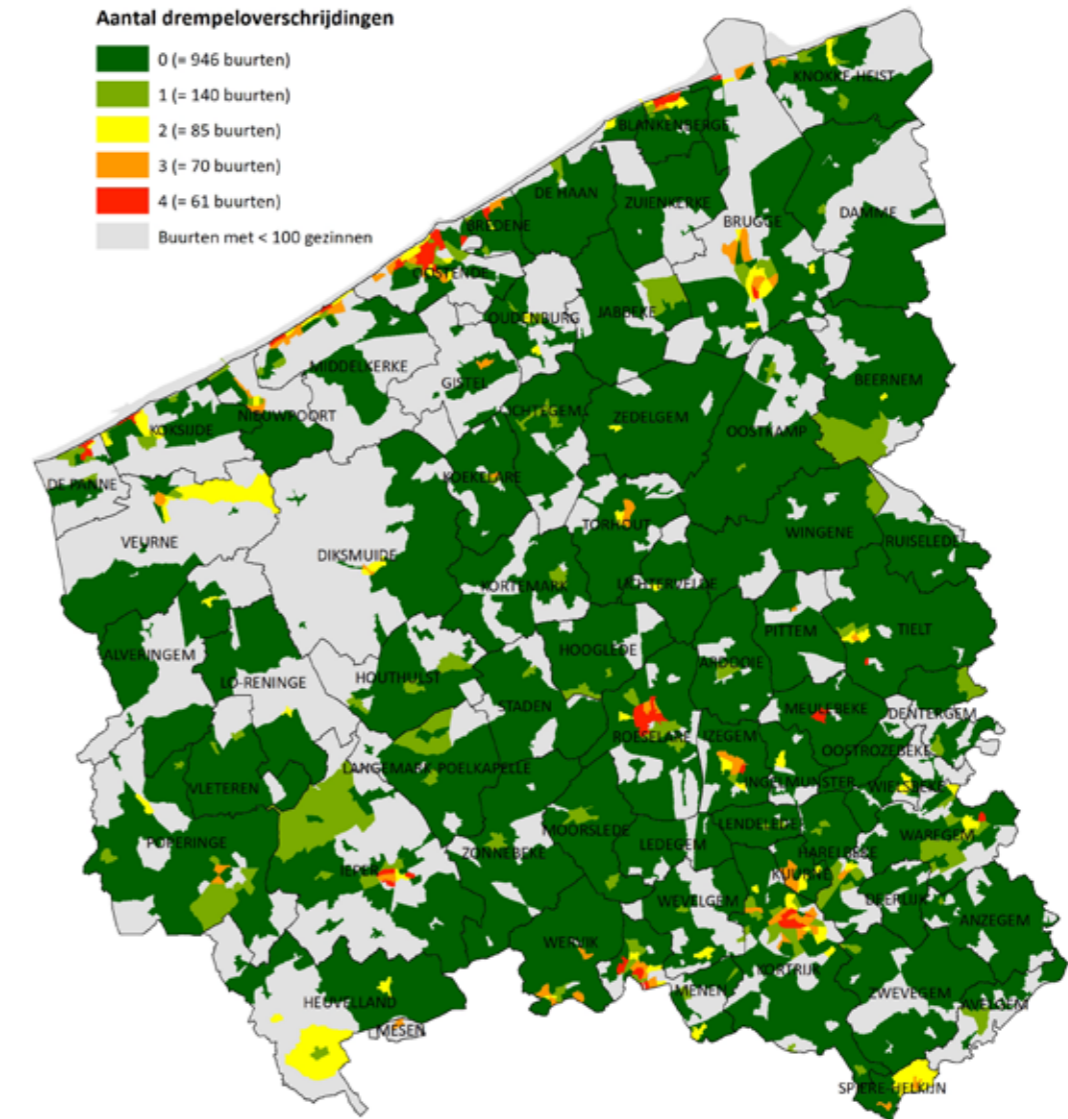 Aantal drempeloverschrijdingen
0 (= 946 buurten)
1 (= 140 buurten)
2 (= 85 buurten)
3 (= 70 buurten)
4 (= 61 buurten)
Buurten met < 100 gezinnen
KNOKKE-HEIST
BLANKENBERGE
DE HAAN
ZUIENKERKE
BRUGGE
DAMME
BREDENE
OOSTENDE
OUDENBURG
JABBEKE
MIDDELKERKE
GISTEL
BEERNEM
NIEUWPOORT
KOKSIJDE
ICHTEGEM
ZEDELGEM
OOSTKAMP
DE PANNE
KOEKELARE
VEURNE
TORHOUT
WINGENE
RUISELEDE
DIKSMUIDE
KORTEMARK
LICHTERVELDE
PITTEM
TIELT
ALVERINGEM
HOOGLEDE
ARDOOIE
LO-RENINGE
HOUTHULST
STADEN
MEULEBEKE
DENTERGEM
ROESELARE
IZEGEM
OOSTROZEBEKE
LANGEMARK-POELKAPELLE
INGELMUNSTER
WIELSBEKE
VLETEREN
MOORSLEDE
LENDELEDE
WAREGEM
POPERINGE
LEDEGEM
HARELBEKE
ZONNEBEKE
IEPER
KUURNE
WEVELGEM
DEERLIJK
ANZEGEM
WERVIK
KORTRIJK
MENEN
ZWEVEGEM
AVELGEM
HEUVELLAND
MESEN
SPIERE-HELKIJN